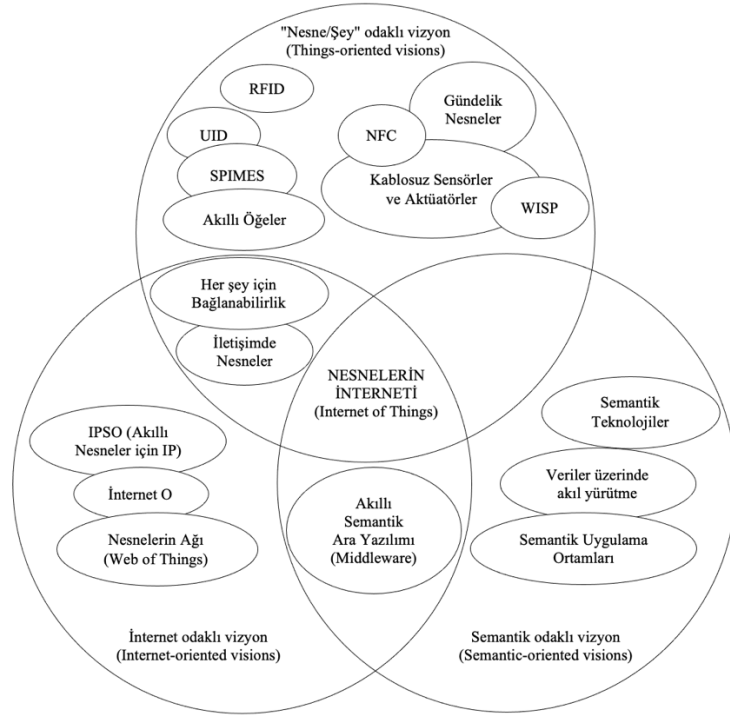 "Nesne/Şey" odaklı vizyon
(Things-oriented visions)
RFID
Gündelik
Nesneler
UID
NFC
SPIMES
Kablosuz Sensörler
ve Aktüatörler
WISP
Akıllı Öğeler
Her şey için
Bağlanabilirlik
İletişimde
Nesneler
NESNELERİN
İNTERNETİ
(Internet of Things)
IPSO (Akıllı
Nesneler için IP)
İnternet O
Nesnelerin Ağı
(Web of Things)
Akıllı
Semantik
Ara Yazılımı
(Middleware)
Semantik
Teknolojiler
Veriler üzerinde
akıl yürütme
Semantik Uygulama
Ortamları
İnternet odaklı vizyon
(Internet-oriented visions)
Semantik odaklı vizyon
(Semantic-oriented visions)